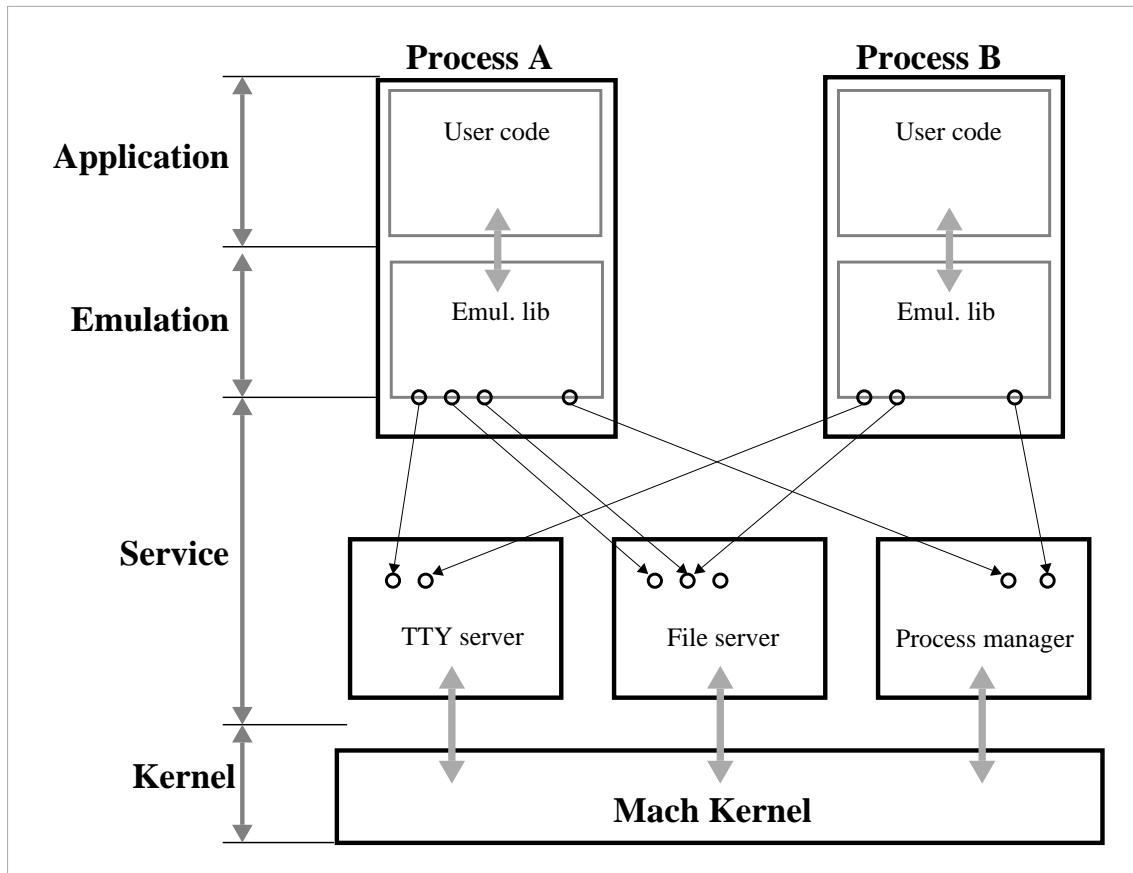 Process A
Process B
Application
User code
User code
Emulation
Emul. lib
Emul. lib
Service
TTY server
File server
Process manager
Kernel
Mach Kernel